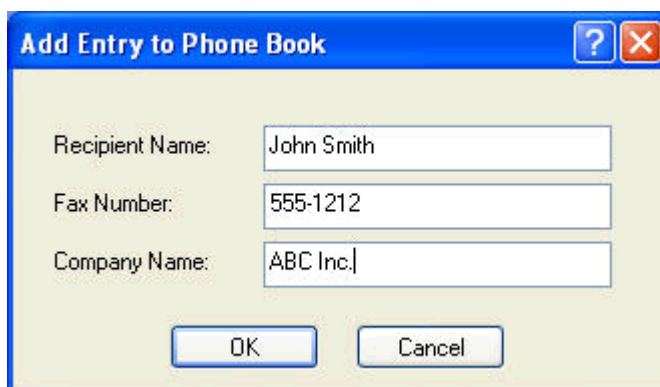 Add Entry to Phone Book ?
Recipient Name: John Smith
Fax Number: 555-1212
Company Name: ABC Inc.
OK Cancel